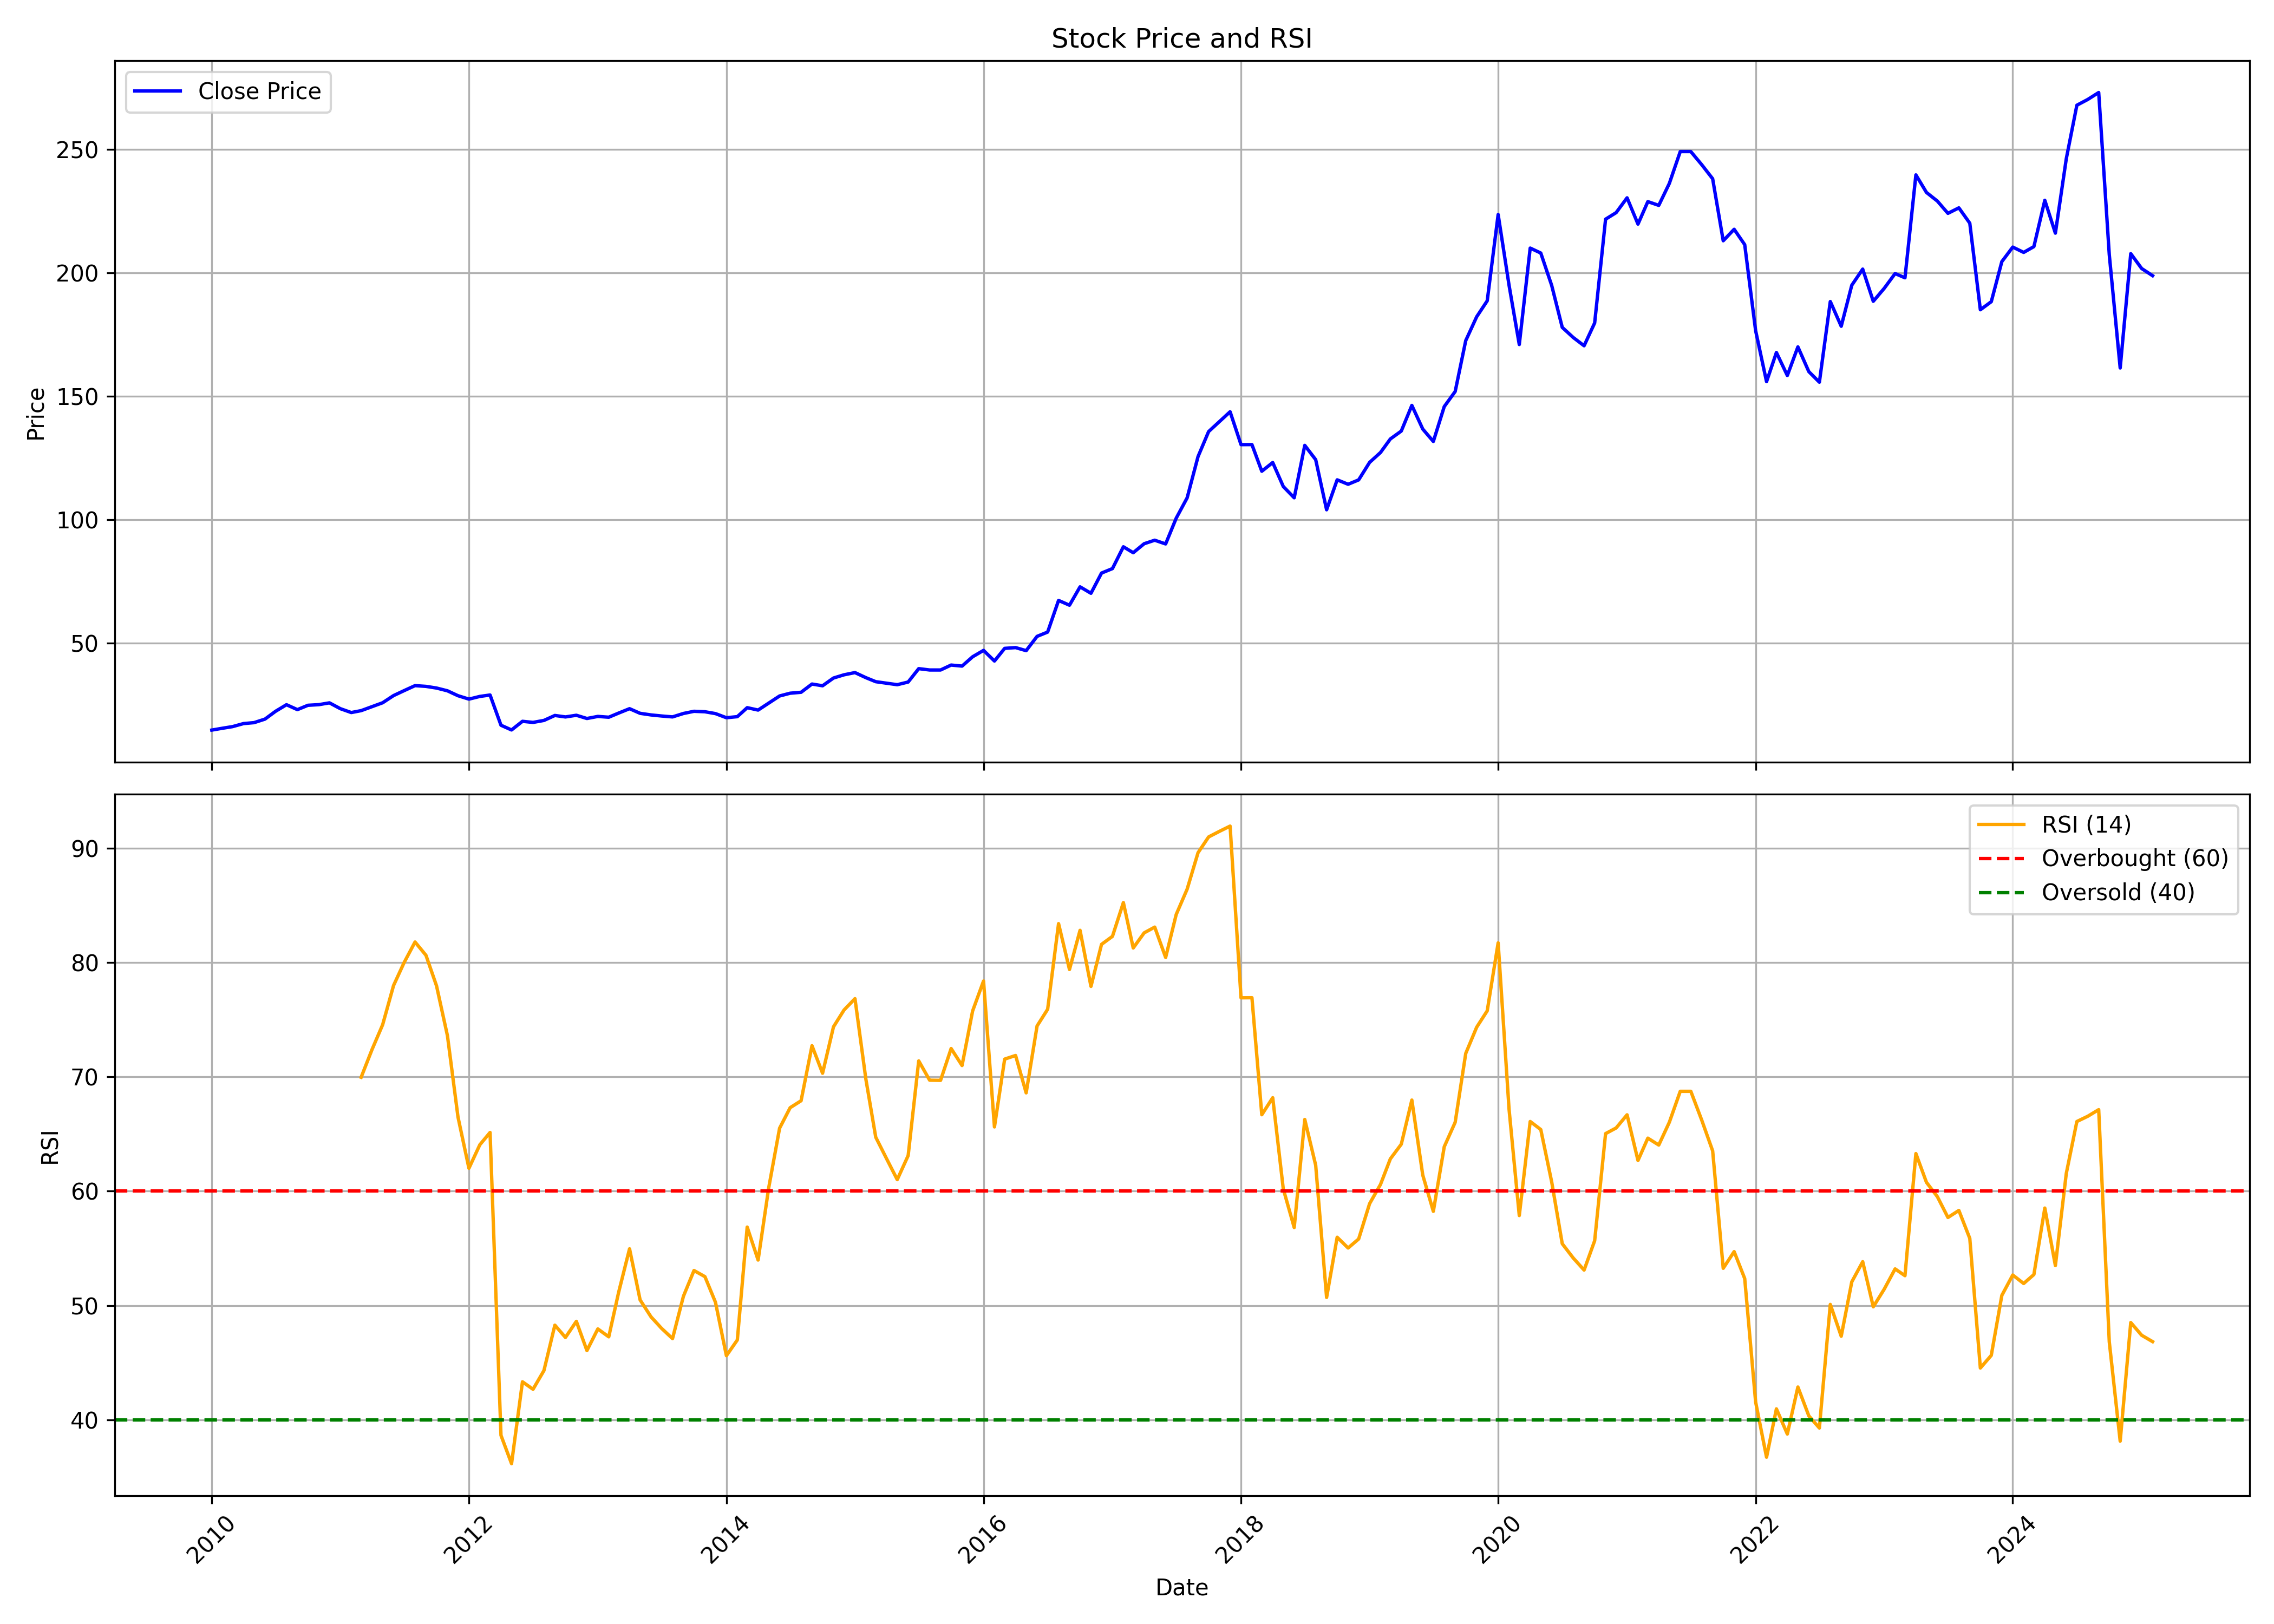 Stock Price and RSI
Close Price
Price
250
200
150
100
50
RSI (14)
Overbought (60)
Oversold (40)
RSI
90
80
70
60
50
40
2010
2012
2014
2016
2018
2020
2022
2024
Date